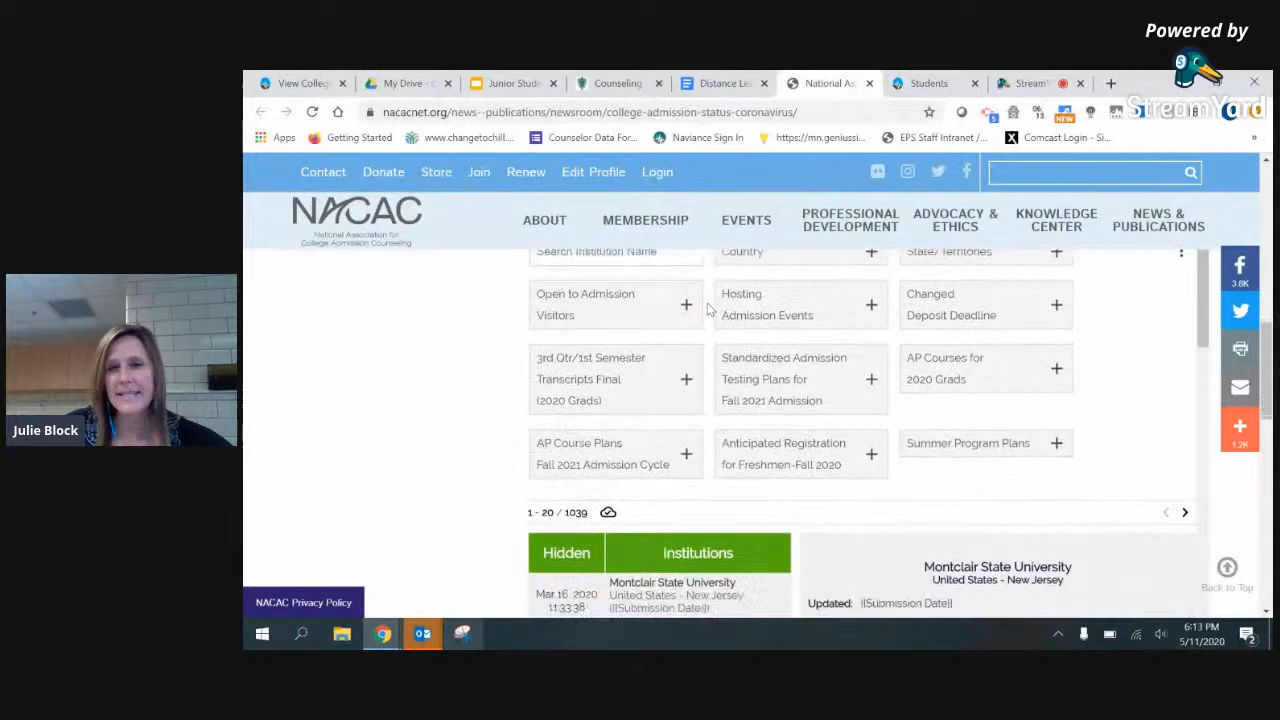 Powered by
StreamYard
View Colleg
My Drive - 
Junior Stude
Counseling
Distance Le
National As
Students
Stream
nacacnet.org/news--publications/newsroom/college-admission-status-coronavirus/
NEW
Apps
Getting Started
www.changetochill....
Counselor Data For...
Naviance Sign In
https://mn.geniussi...
EPS Staff Intranet /...
Comcast Login - Si...
Contact
Donate
Store
Join
Renew
Edit Profile
Login
NACAC
National Association for
College Admission Counseling
ABOUT
MEMBERSHIP
EVENTS
PROFESSIONAL
DEVELOPMENT
ADVOCACY &
ETHICS
KNOWLEDGE
CENTER
NEWS &
PUBLICATIONS
Search Institution Name
Country
State/Territories
Open to Admission
Visitors
Hosting
Admission Events
Changed
Deposit Deadline
3rd Qtr/1st Semester
Transcripts Final
(2020 Grads)
Standardized Admission
Testing Plans for
Fall 2021 Admission
AP Courses for
2020 Grads
AP Course Plans
Fall 2021 Admission Cycle
Anticipated Registration
for Freshmen-Fall 2020
Summer Program Plans
1 - 20 / 1039
Hidden
Institutions
Mar 16, 2020
11:33:38
Montclair State University
United States - New Jersey
([[Submission Date]])
Montclair State University
United States - New Jersey
Updated: [[Submission Date]]
3.8K
1.2K
Back to Top
NACAC Privacy Policy
Julie Block
6:13 PM
5/11/2020
2